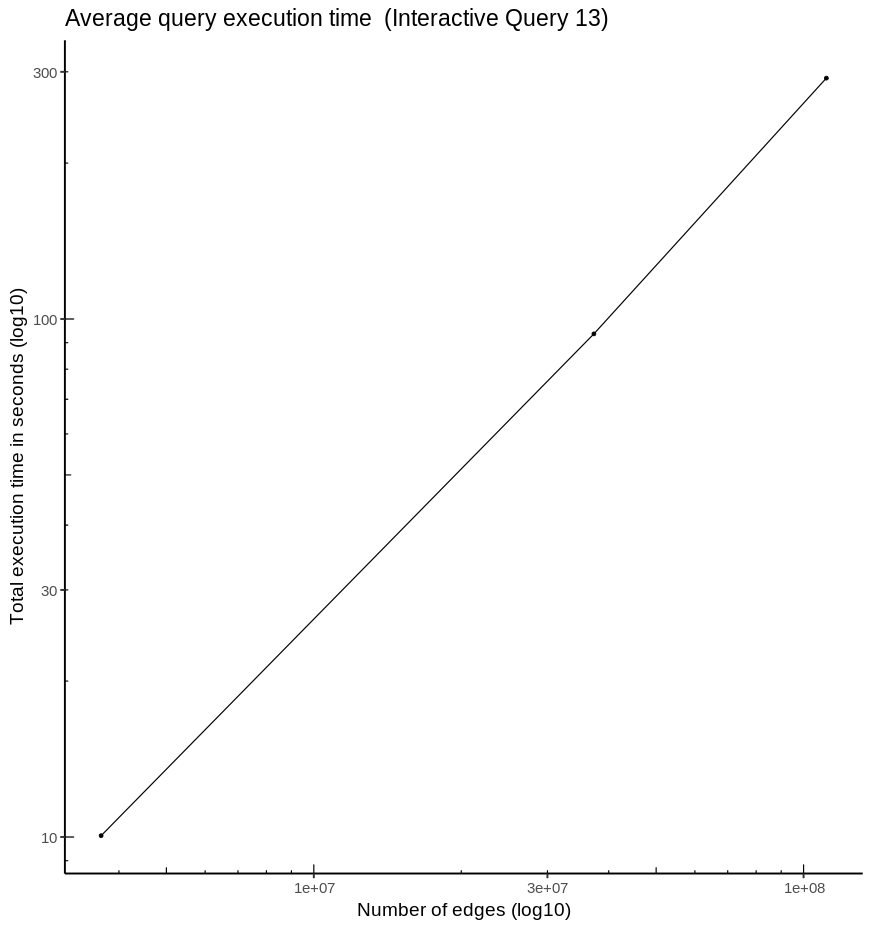 Average query execution time  (Interactive Query 13)
300
100
30
10
Total execution time in seconds (log10)
1e+07
3e+07
1e+08
Number of edges (log10)